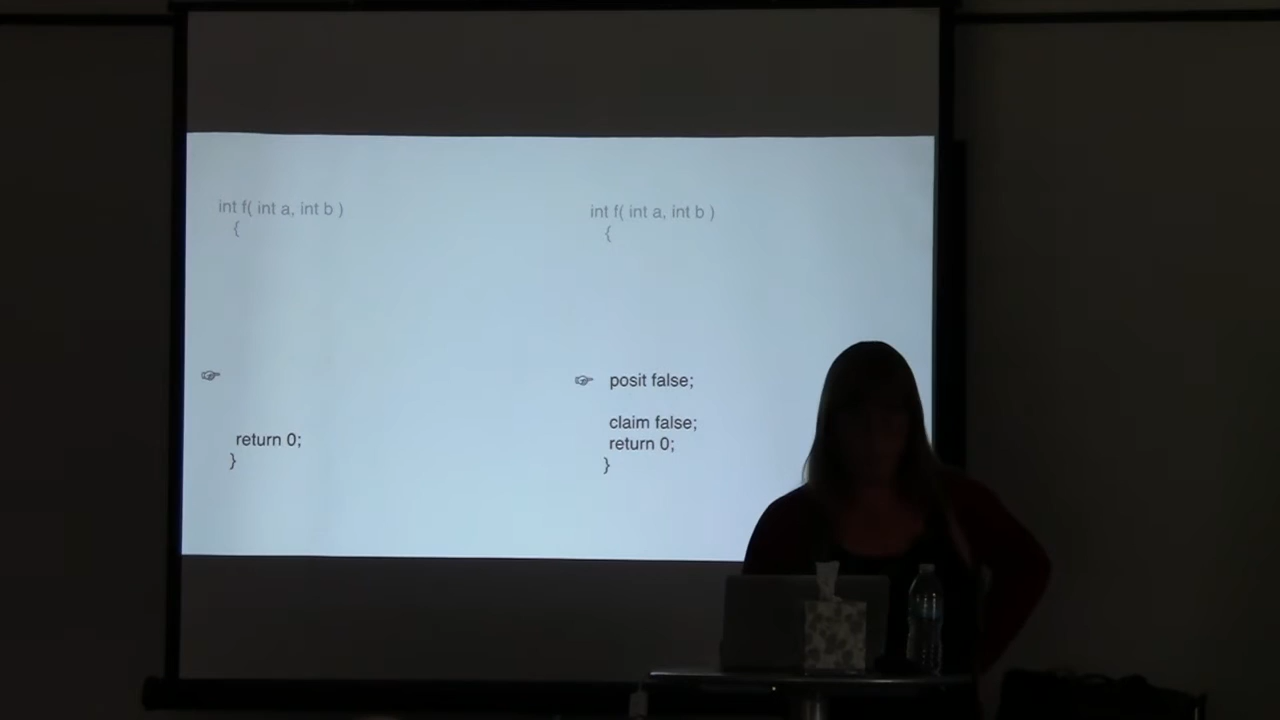 int f( int a, int b )
{
☞
return 0;
}
int f( int a, int b )
{
☞ posit false;
claim false;
return 0;
}